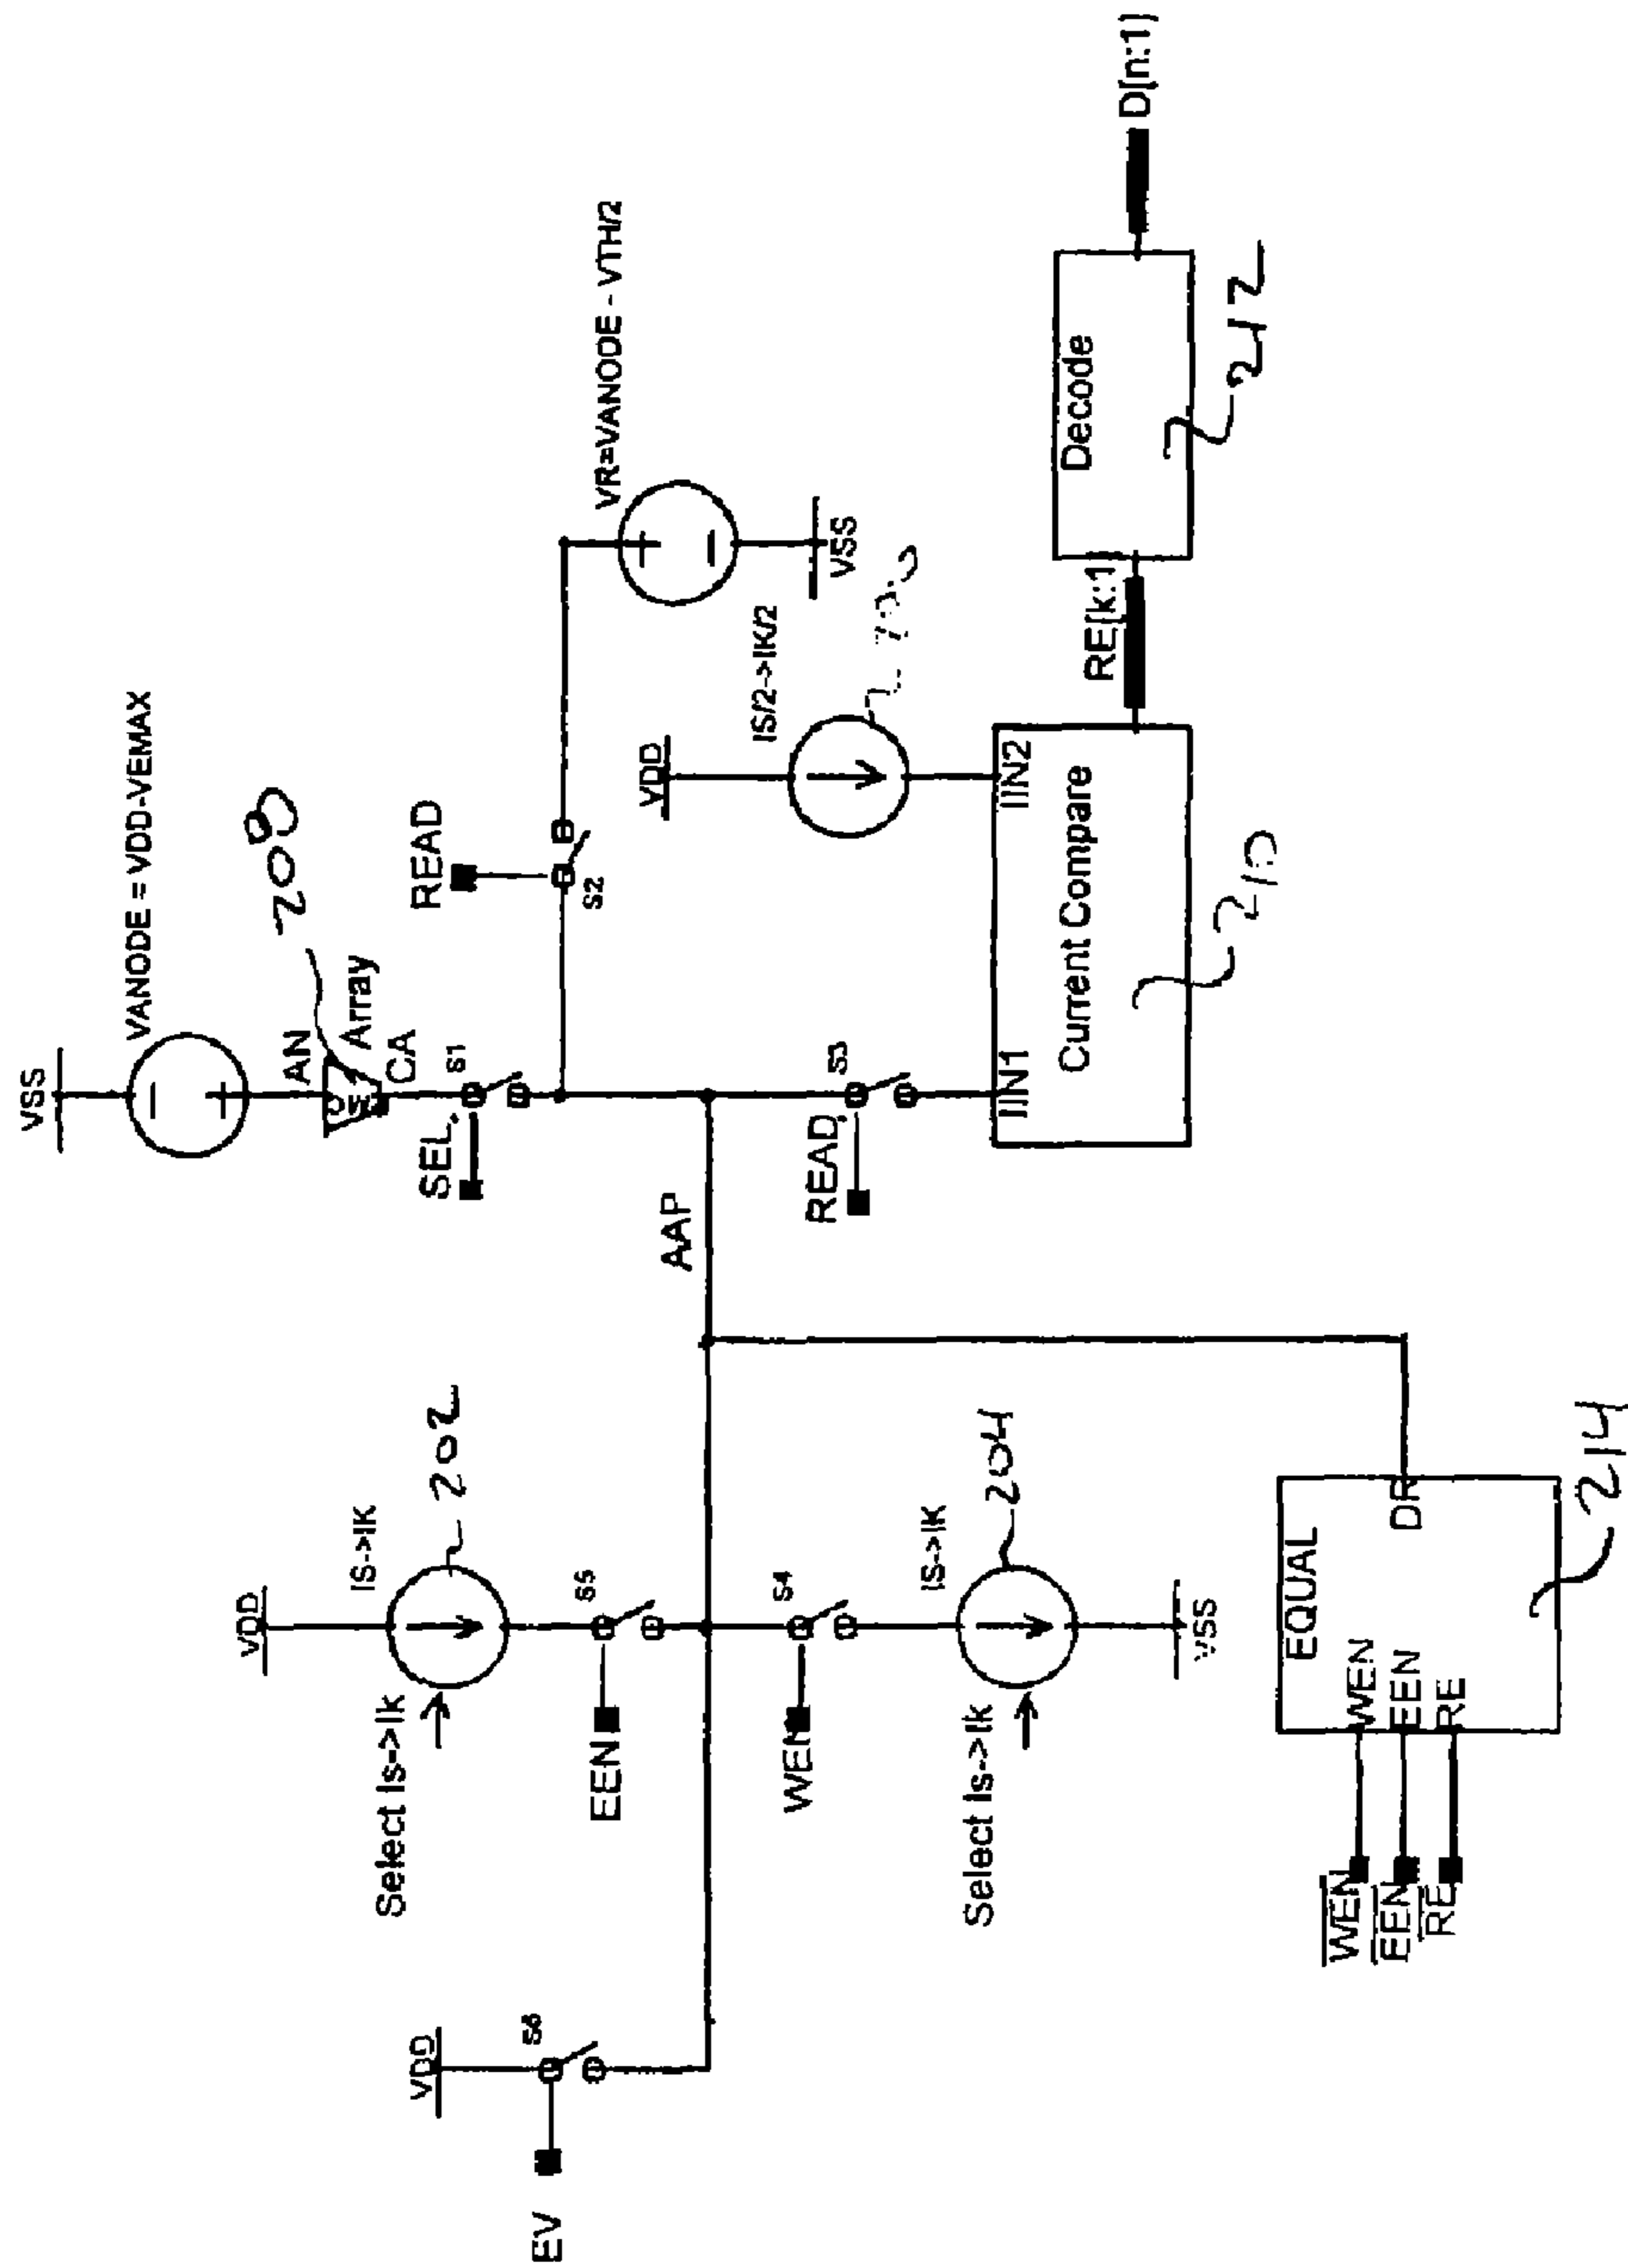 VSS
VANODE = VDD-VEMAX
AN
208
Array
CA
SEL
S1
READ
S2
VR=VANODE - VTH/2
VSS
AAP
READ
S3
VDD
IS/2->IK/2
IIN1
IIN2
Current Compare
210
RE[k:1]
Decode
212
D[n:1]
VDD
IS->IK
202
Select Is->Ik
EEN
S5
WEN
S4
IS->IK
204
Select Is->Ik
VSS
VDD
S6
EV
EQUAL
WEN
EEN
RE
DR
WEN
EEN
RE
214